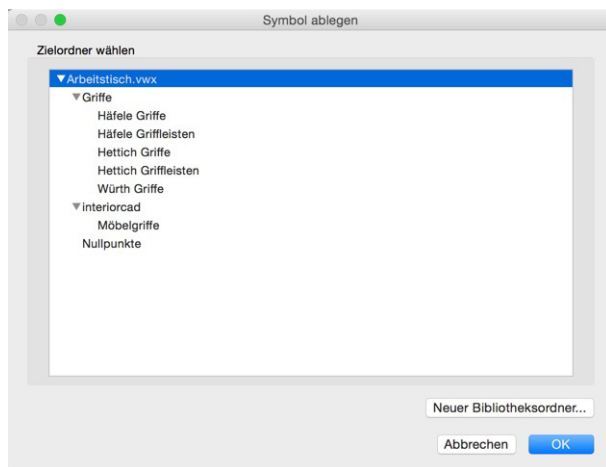 Symbol ablegen
Zielordner wählen
Arbeitstisch.vwx
Griffe
Häfele Griffe
Häfele Griffleisten
Hettich Griffe
Hettich Griffleisten
Würth Griffe
interiorcad
Möbelgriffe
Nullpunkte
Neuer Bibliotheksordner...
Abbrechen
OK